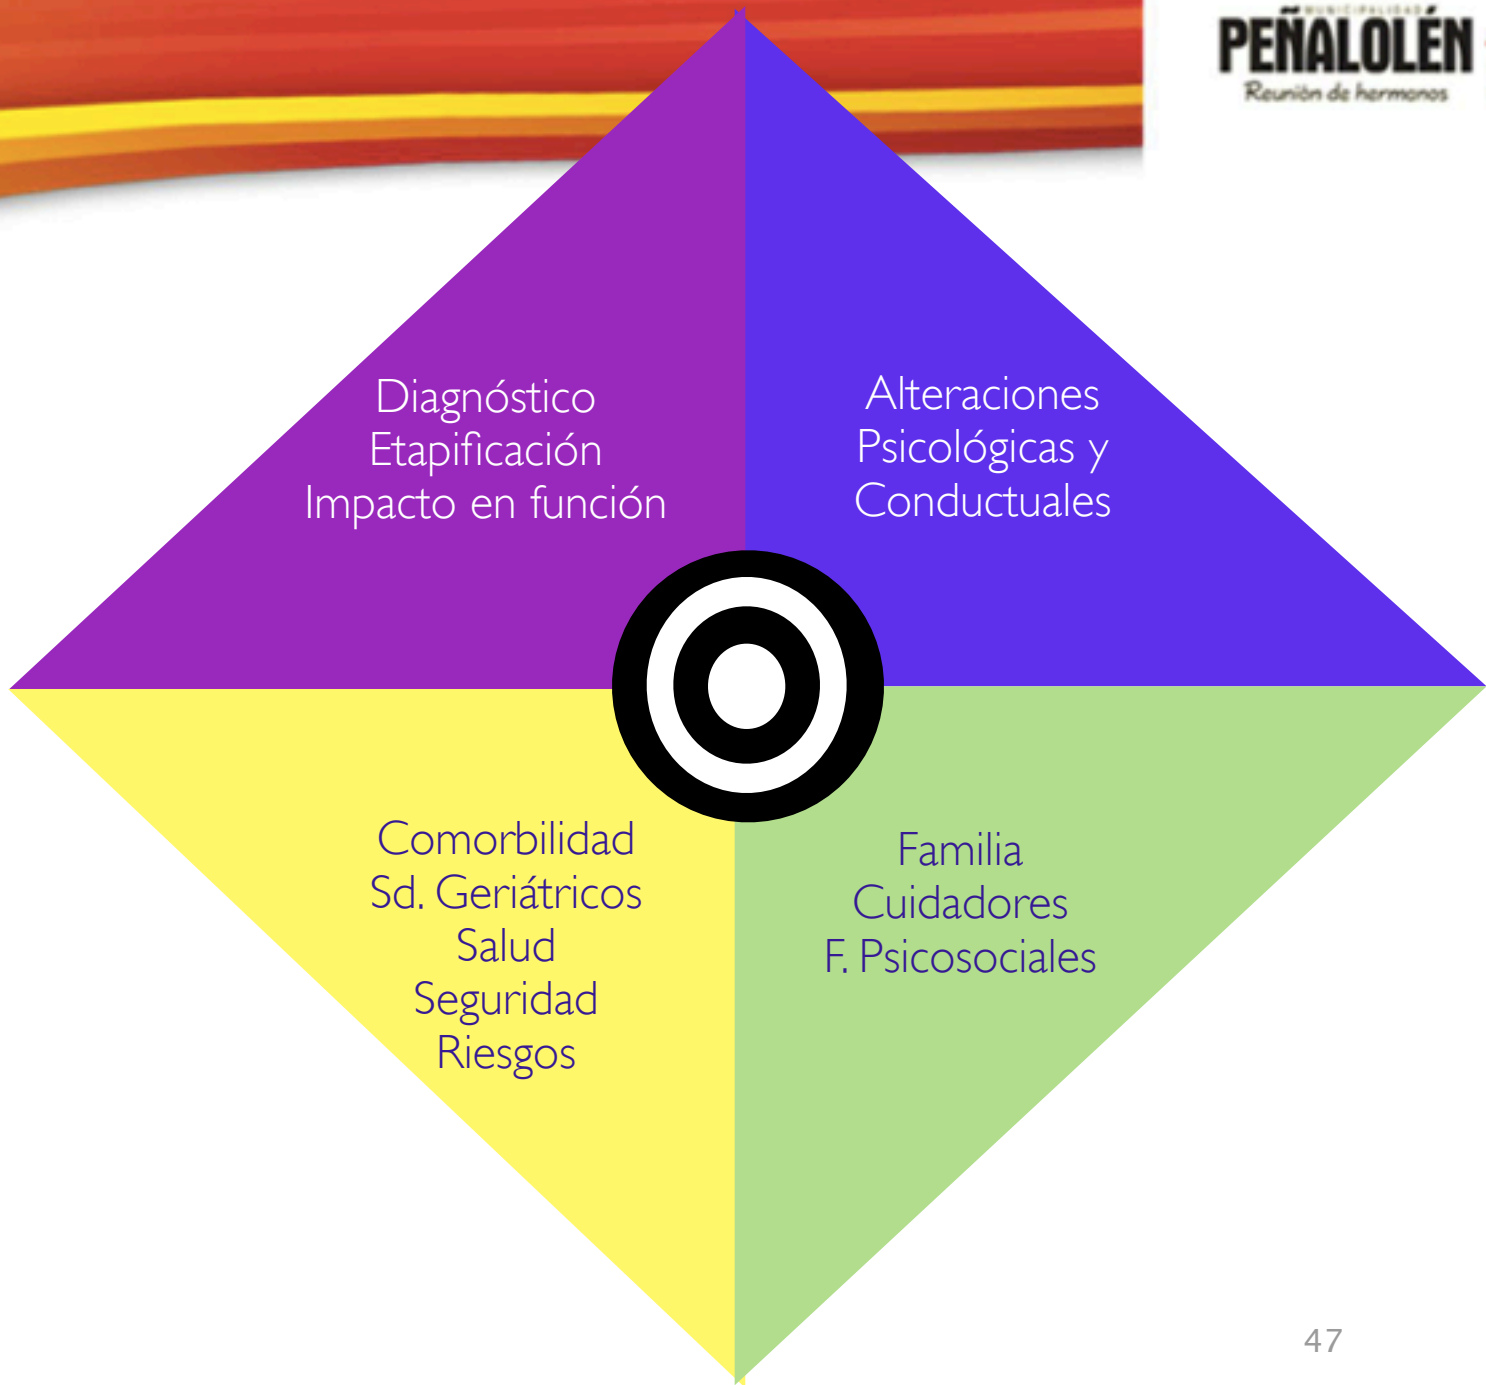 MUNICIPALIDAD
PEÑALOLÉN
Reunión de hermanos
Diagnóstico
Etapificación
Impacto en función
Alteraciones
Psicológicas y
Conductuales
Comorbilidad
Sd. Geriátricos
Salud
Seguridad
Riesgos
Familia
Cuidadores
F. Psicosociales
47